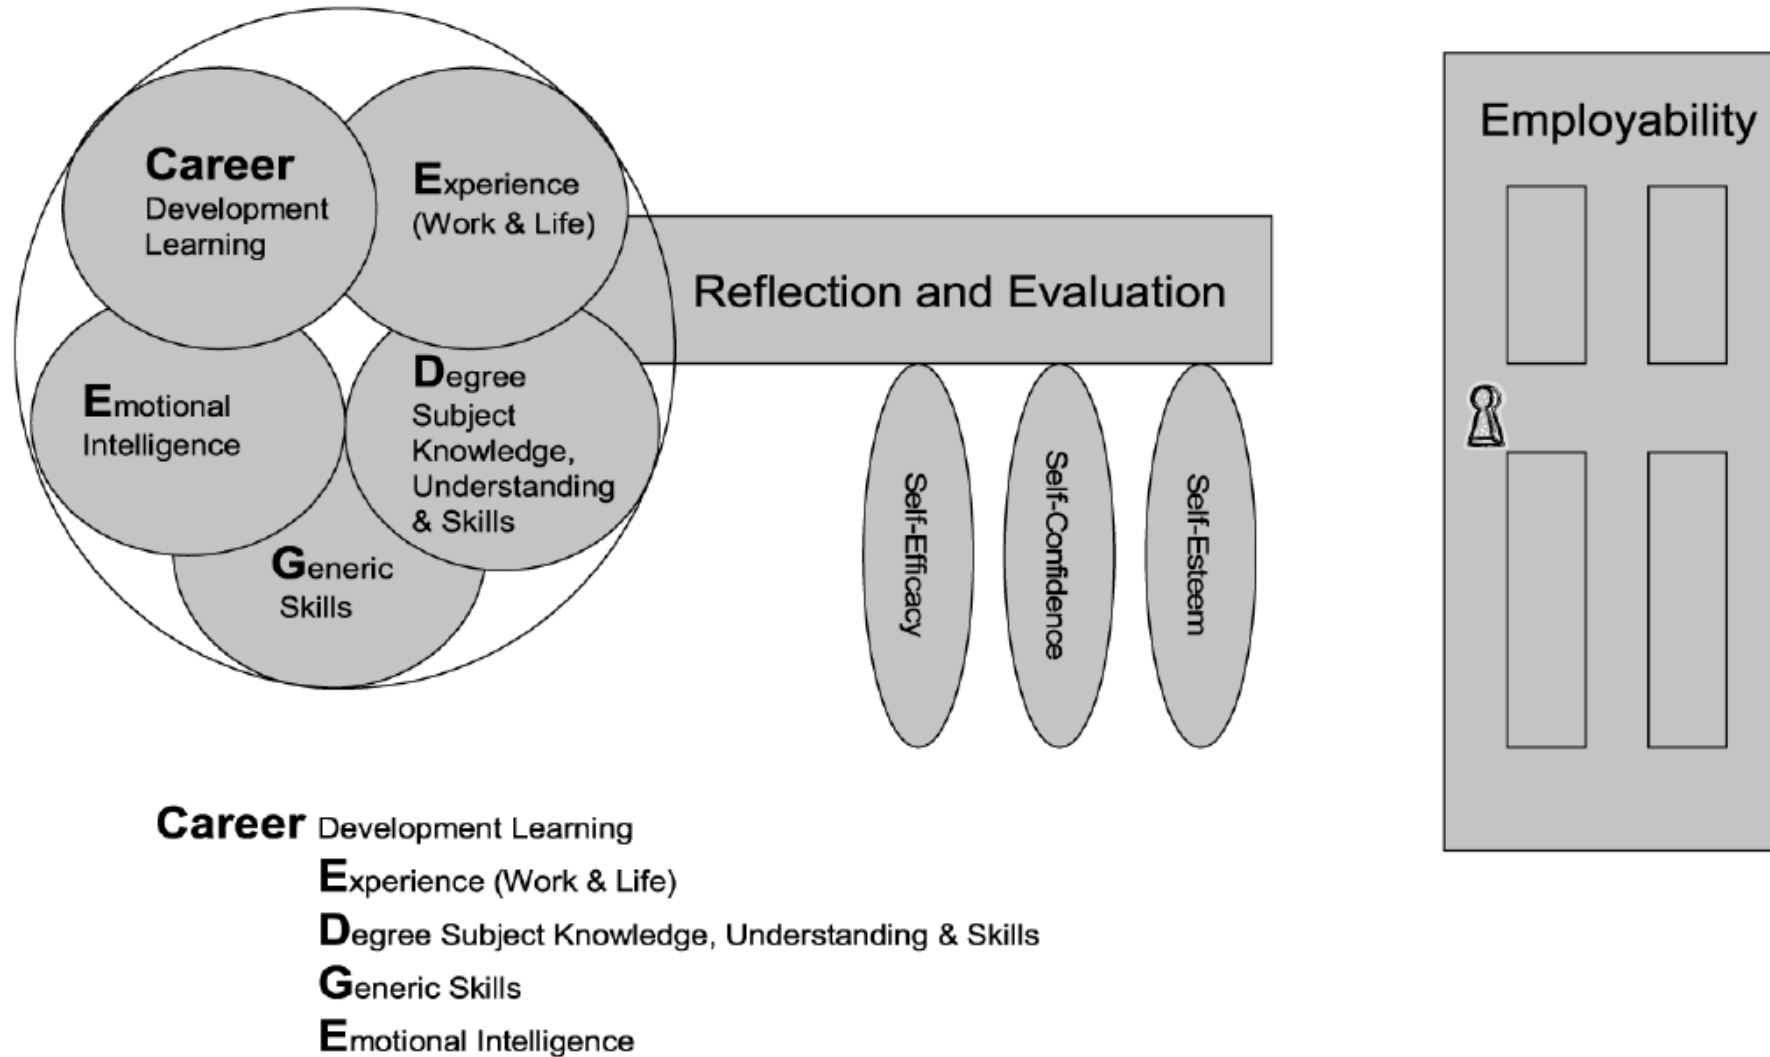 Career
Development
Learning
Experience
(Work & Life)
Emotional
Intelligence
Degree
Subject
Knowledge,
Understanding
& Skills
Generic
Skills
Reflection and Evaluation
Self-Efficacy
Self-Confidence
Self-Esteem
Employability
Career Development Learning
Experience (Work & Life)
Degree Subject Knowledge, Understanding & Skills
Generic Skills
Emotional Intelligence